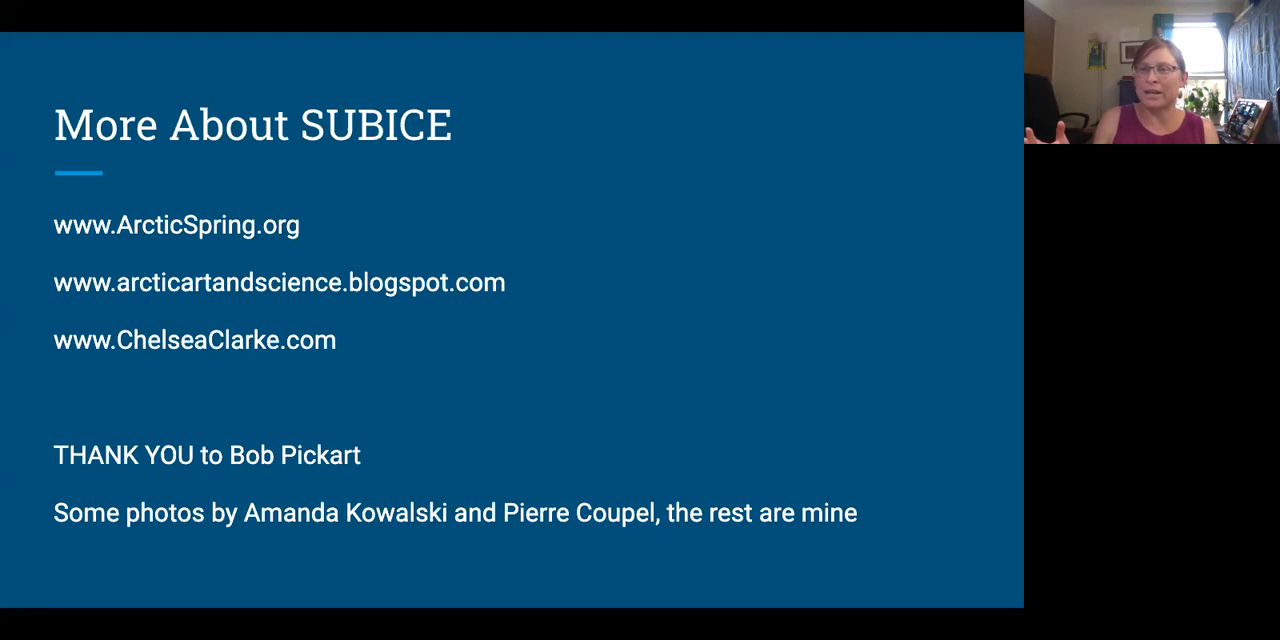 More About SUBICE
www.ArcticSpring.org
www.arcticartandscience.blogspot.com
www.ChelseaClarke.com
THANK YOU to Bob Pickart
Some photos by Amanda Kowalski and Pierre Coupel, the rest are mine